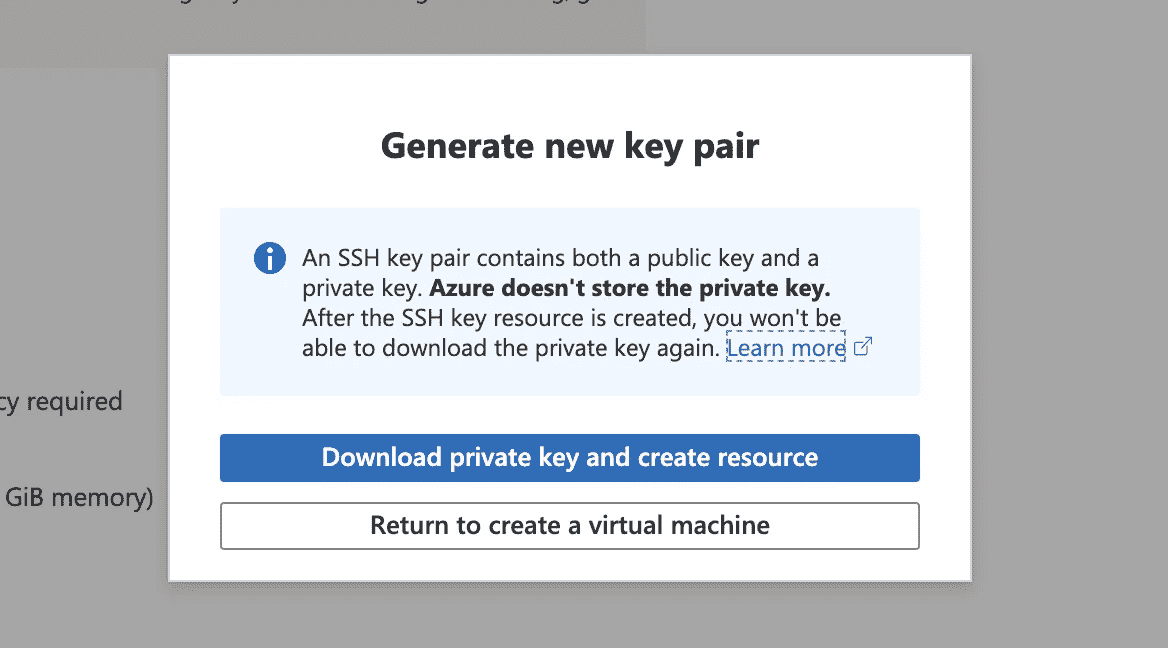 Generate new key pair
An SSH key pair contains both a public key and a
private key. Azure doesn't store the private key.
After the SSH key resource is created, you won't be
able to download the private key again. Learn more
cy required
Download private key and create resource
GiB memory)
Return to create a virtual machine